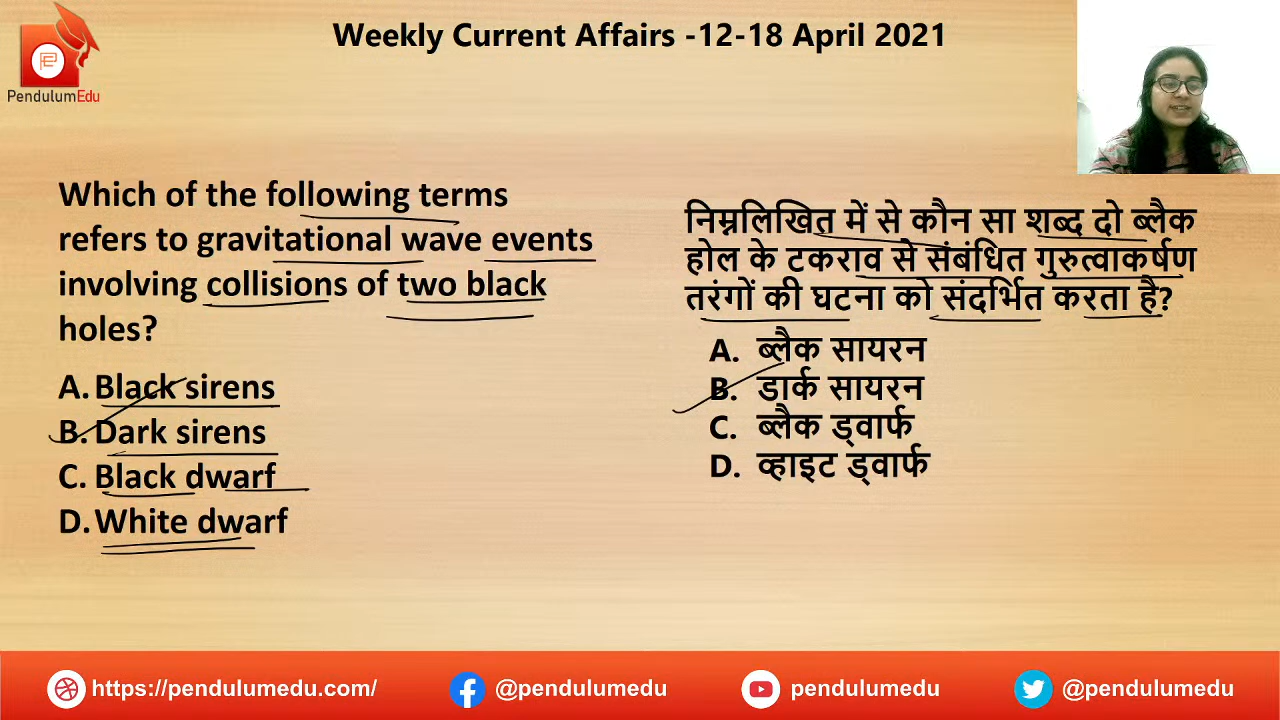 Weekly Current Affairs -12-18 April 2021
PendulumEdu
Which of the following terms
refers to gravitational wave events
involving collisions of two black
holes?
A. Black sirens
B. Dark sirens
C. Black dwarf
D. White dwarf
निम्नलिखित में से कौन सा शब्द दो ब्लैक
होल के टकराव से संबंधित गुरुत्वाकर्षण
तरंगों की घटना को संदर्भित करता है?
A. ब्लैक सायरन
B. डार्क सायरन
C. ब्लैक ड्वार्फ
D. व्हाइट ड्वार्फ
https://pendulumedu.com/
@pendulumedu
pendulumedu
@pendulumedu